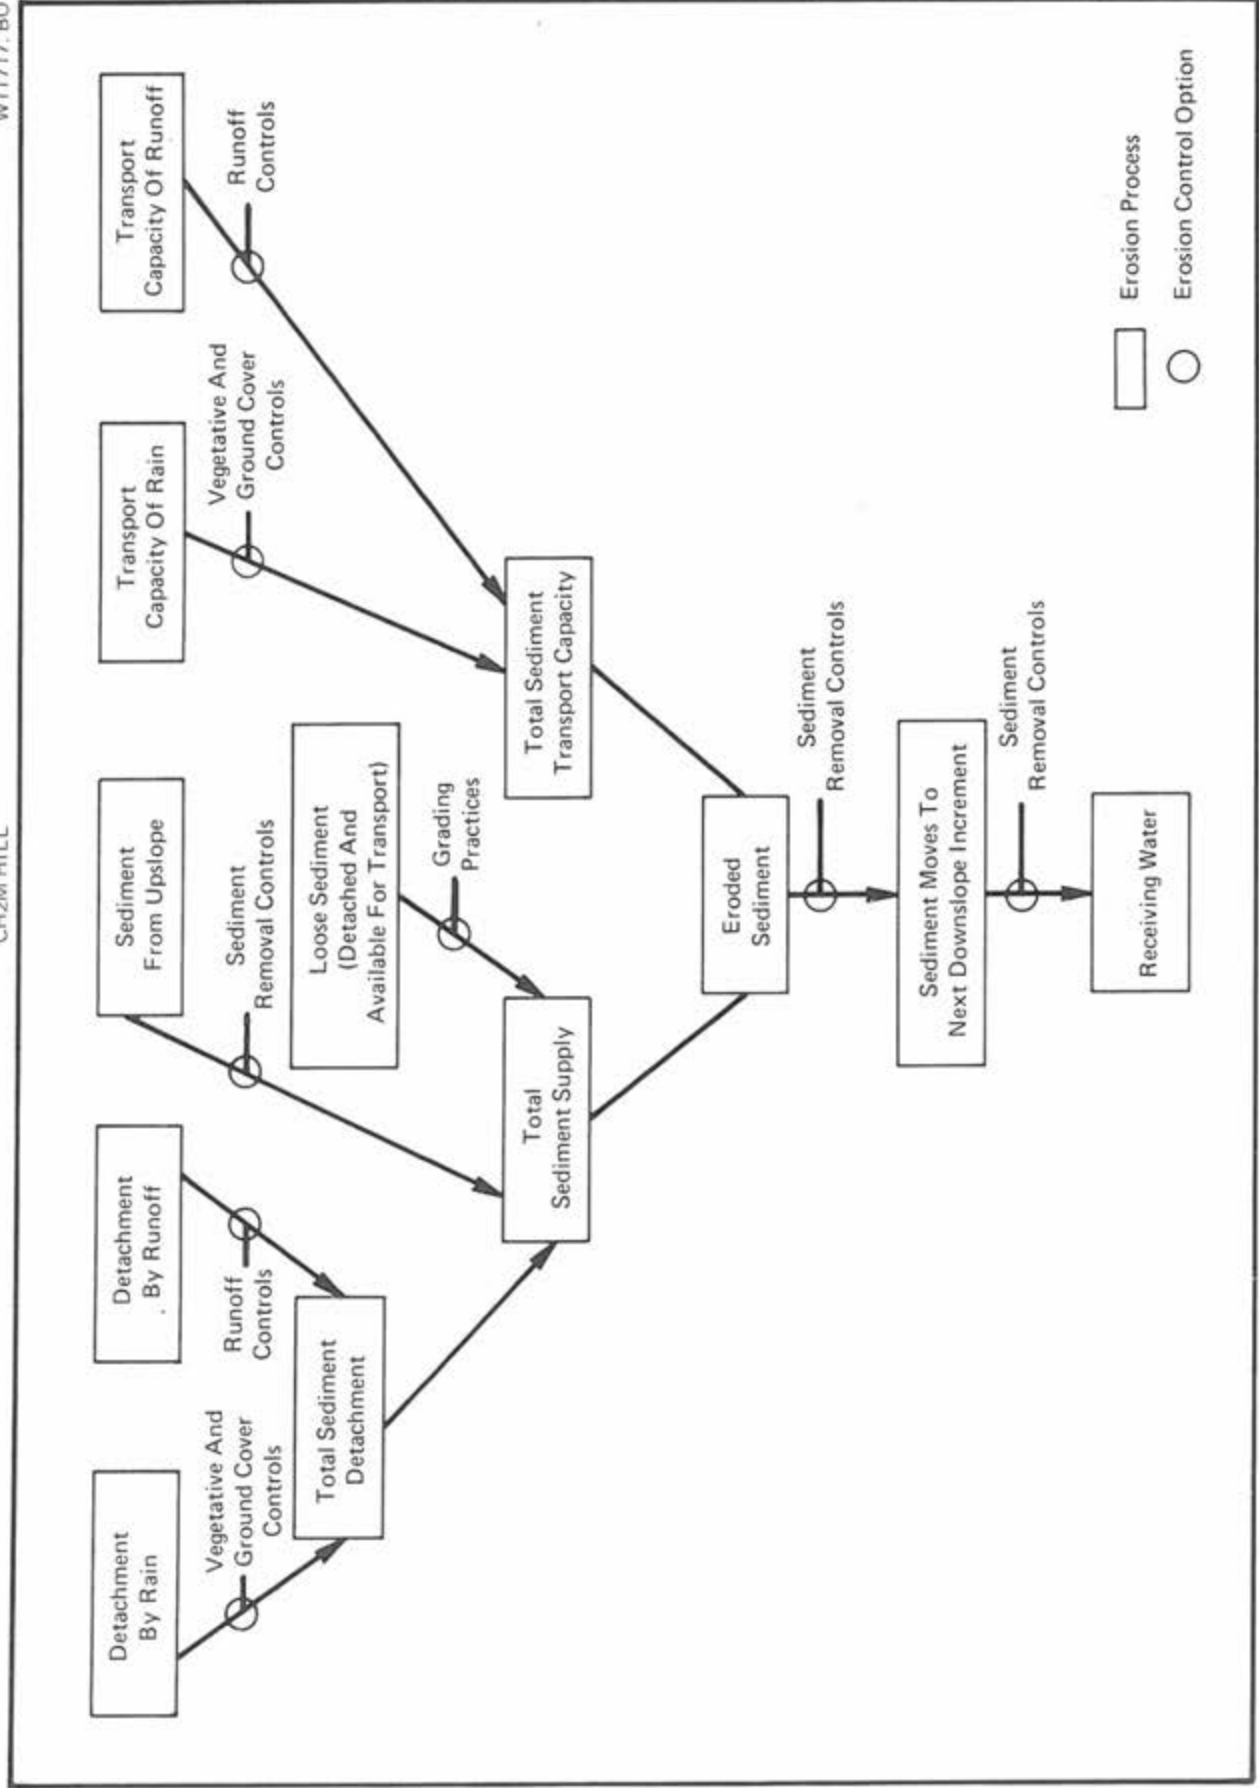 Detachment
By Rain
Detachment
By Runoff
Sediment
From Upslope
Transport
Capacity Of Rain
Transport
Capacity Of Runoff
Vegetative And
Ground Cover
Controls
Runoff
Controls
Sediment
Removal Controls
Vegetative And
Ground Cover
Controls
Runoff
Controls
Total Sediment
Detachment
Loose Sediment
(Detached And
Available For Transport)
Grading
Practices
Total
Sediment Supply
Total Sediment
Transport Capacity
Eroded
Sediment
Sediment
Removal Controls
Sediment Moves To
Next Downslope Increment
Sediment
Removal Controls
Receiving Water
Erosion Process
Erosion Control Option